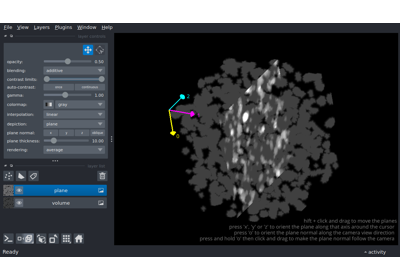 File View Layers Plugins Window Help
layer controls
opacity: 0.50
blending: additive
contrast limits:
auto-contrast: once continuous
gamma: 1.00
colormap: gray
interpolation: linear
depiction: plane
plane normal: x y z oblique
plane thickness: 10.00
rendering: average
layer list
plane
volume
hift + click and drag to move the planes
press 'x', 'y' or 'z' to orient the plane along that axis around the cursor
press 'o' to orient the plane normal along the camera view direction
press and hold 'o' then click and drag to make the plane normal follow the camera
Ready
activity